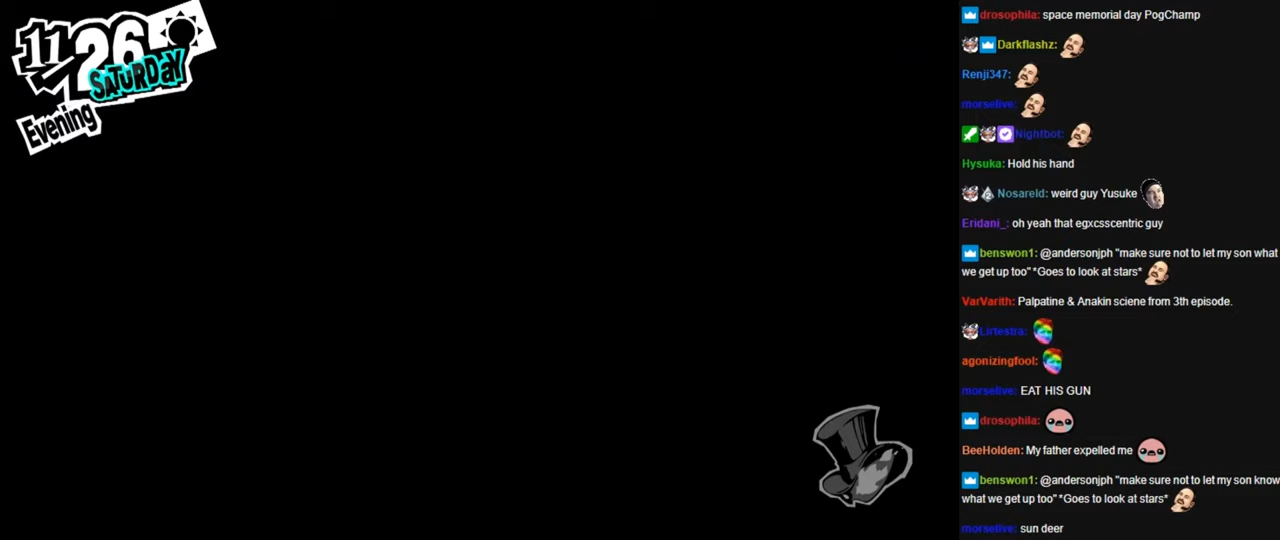 11/26
SATURDAY
Evening
drosophila: space memorial day PogChamp
Darkflashz:
Renji347:
morselive:
Nightbot:
Hysuka: Hold his hand
Nosareld: weird guy Yusuke
Eridani_: oh yeah that egxcsscentric guy
benswon1: @andersonjph "make sure not to let my son what
we get up too" *Goes to look at stars*
VarVarith: Palpatine & Anakin sciene from 3th episode.
Lirtestra:
agonizingfool:
morselive: EAT HIS GUN
drosophila:
BeeHolden: My father expelled me
benswon1: @andersonjph "make sure not to let my son know
what we get up too" *Goes to look at stars*
morselive: sun deer